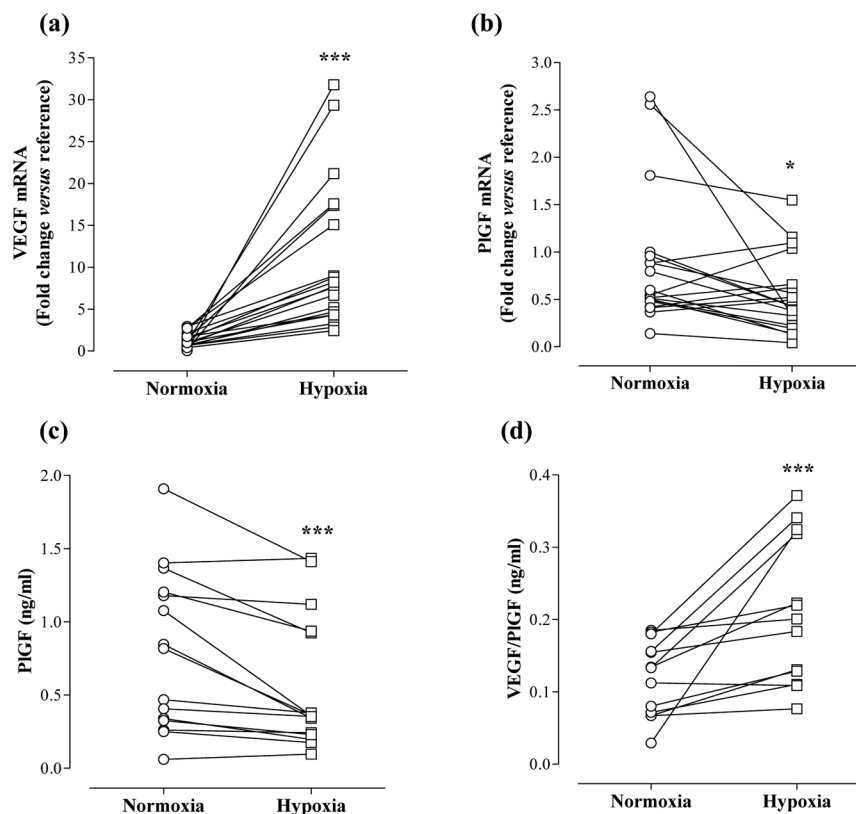 (a)
VEGF mRNA
(Fold change versus reference)
35
30
25
20
15
10
5
0
***
Normoxia
Hypoxia
(b)
PlGF mRNA
(Fold change versus reference)
3.0
2.5
2.0
1.5
1.0
0.5
0.0
*
Normoxia
Hypoxia
(c)
PlGF (ng/ml)
2.0
1.5
1.0
0.5
0.0
***
Normoxia
Hypoxia
(d)
VEGF/PlGF (ng/ml)
0.4
0.3
0.2
0.1
0.0
***
Normoxia
Hypoxia